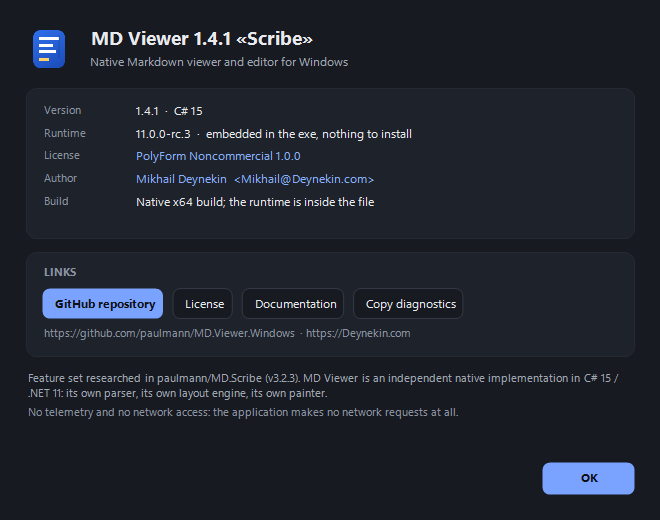 MD Viewer 1.4.1 «Scribe»
Native Markdown viewer and editor for Windows
Version 1.4.1 · C# 15
Runtime 11.0.0-rc.3 · embedded in the exe, nothing to install
License PolyForm Noncommercial 1.0.0
Author Mikhail Deynekin <Mikhail@Deynekin.com>
Build Native x64 build; the runtime is inside the file
LINKS
GitHub repository License Documentation Copy diagnostics
https://github.com/paulmann/MD.Viewer.Windows · https://Deynekin.com
Feature set researched in paulmann/MD.Scribe (v3.2.3). MD Viewer is an independent native implementation in C# 15 /
.NET 11: its own parser, its own layout engine, its own painter.
No telemetry and no network access: the application makes no network requests at all.
OK